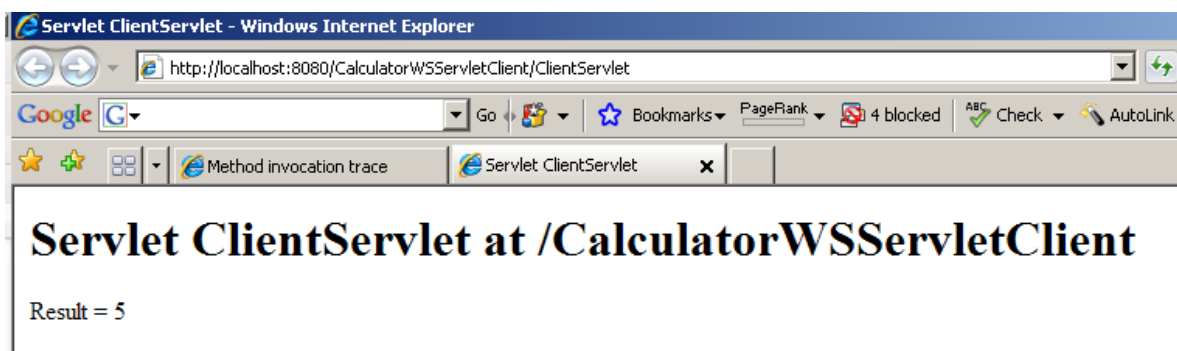 Servlet ClientServlet - Windows Internet Explorer
http://localhost:8080/CalculatorWSServletClient/ClientServlet
Google G Go Bookmarks PageRank 4 blocked ABC Check AutoLink
Method invocation trace Servlet ClientServlet
Servlet ClientServlet at /CalculatorWSServletClient
Result = 5